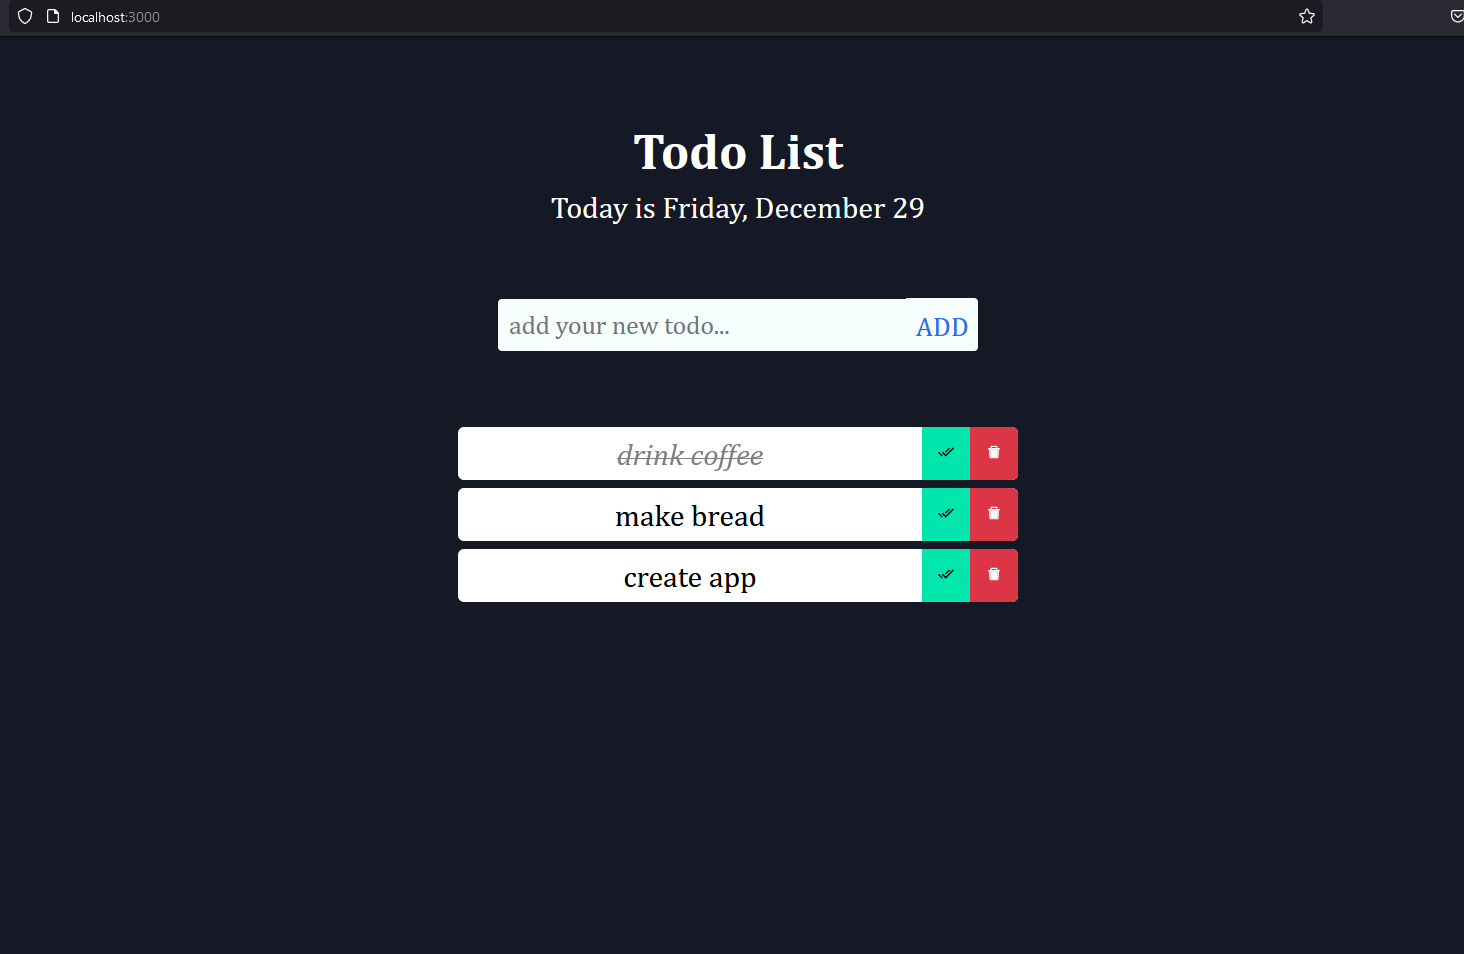 localhost:3000
Todo List
Today is Friday, December 29
add your new todo... ADD
drink coffee
make bread
create app